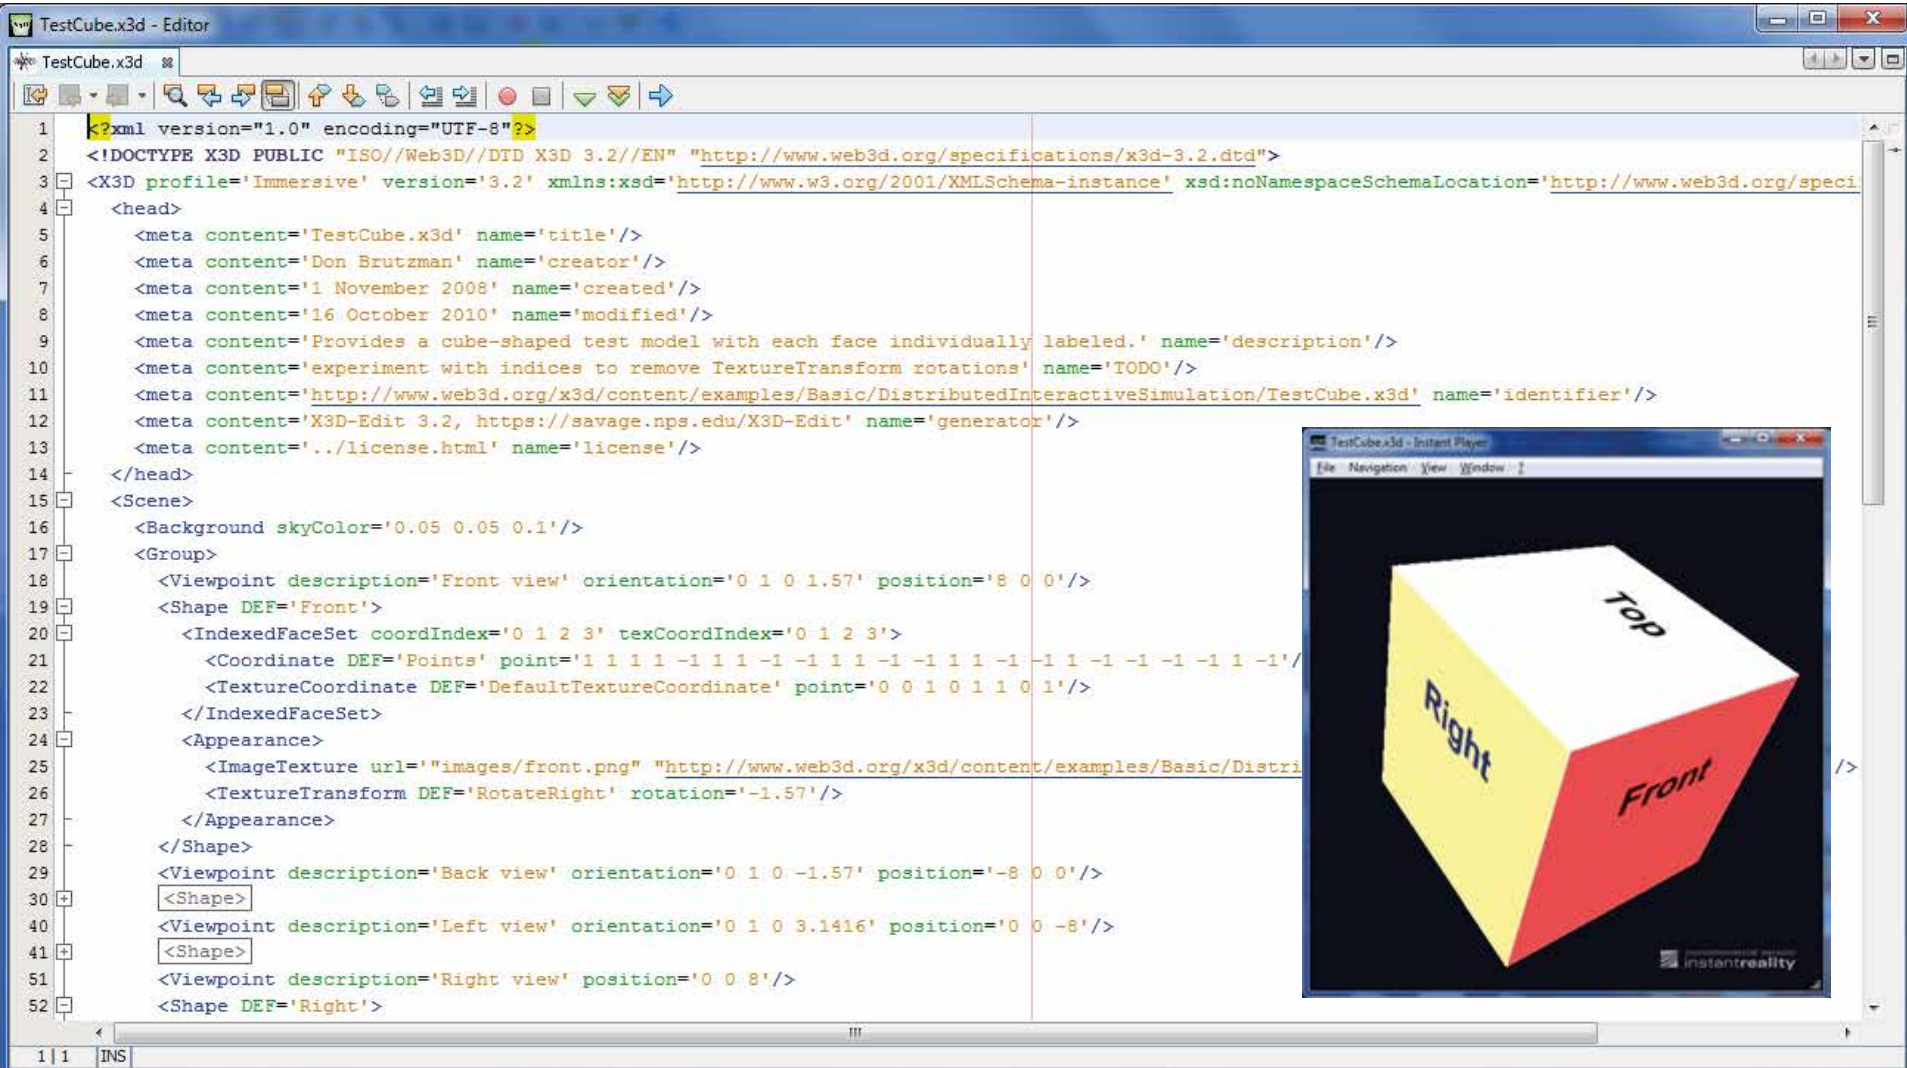 TestCube.x3d - Editor
TestCube.x3d
1 <?xml version="1.0" encoding="UTF-8"?>
2 <!DOCTYPE X3D PUBLIC "ISO//Web3D//DTD X3D 3.2//EN" "http://www.web3d.org/specifications/x3d-3.2.dtd">
3 <X3D profile='Immersive' version='3.2' xmlns:xsd='http://www.w3.org/2001/XMLSchema-instance' xsd:noNamespaceSchemaLocation='http://www.web3d.org/speci
4 <head>
5 <meta content='TestCube.x3d' name='title'/>
6 <meta content='Don Brutzman' name='creator'/>
7 <meta content='1 November 2008' name='created'/>
8 <meta content='16 October 2010' name='modified'/>
9 <meta content='Provides a cube-shaped test model with each face individually labeled.' name='description'/>
10 <meta content='experiment with indices to remove TextureTransform rotations' name='TODO'/>
11 <meta content='http://www.web3d.org/x3d/content/examples/Basic/DistributedInteractiveSimulation/TestCube.x3d' name='identifier'/>
12 <meta content='X3D-Edit 3.2, https://savage.nps.edu/X3D-Edit' name='generator'/>
13 <meta content='../license.html' name='license'/>
14 </head>
15 <Scene>
16 <Background skyColor='0.05 0.05 0.1'/>
17 <Group>
18 <Viewpoint description='Front view' orientation='0 1 0 1.57' position='8 0 0'/>
19 <Shape DEF='Front'>
20 <IndexedFaceSet coordIndex='0 1 2 3' texCoordIndex='0 1 2 3'>
21 <Coordinate DEF='Points' point='1 1 1 1 -1 1 1 -1 -1 1 1 -1 -1 1 1 -1 -1 1 -1 -1 -1 -1 1 -1'/
22 <TextureCoordinate DEF='DefaultTextureCoordinate' point='0 0 1 0 1 1 0 1'/>
23 </IndexedFaceSet>
24 <Appearance>
25 <ImageTexture url='"images/front.png" "http://www.web3d.org/x3d/content/examples/Basic/Distri />
26 <TextureTransform DEF='RotateRight' rotation='-1.57'/>
27 </Appearance>
28 </Shape>
29 <Viewpoint description='Back view' orientation='0 1 0 -1.57' position='-8 0 0'/>
30 <Shape>
40 <Viewpoint description='Left view' orientation='0 1 0 3.1416' position='0 0 -8'/>
41 <Shape>
51 <Viewpoint description='Right view' position='0 0 8'/>
52 <Shape DEF='Right'>
1|1 INS
TestCube.x3d - Instant Player
File Navigation View Window ?
Top
Right
Front
instantreality